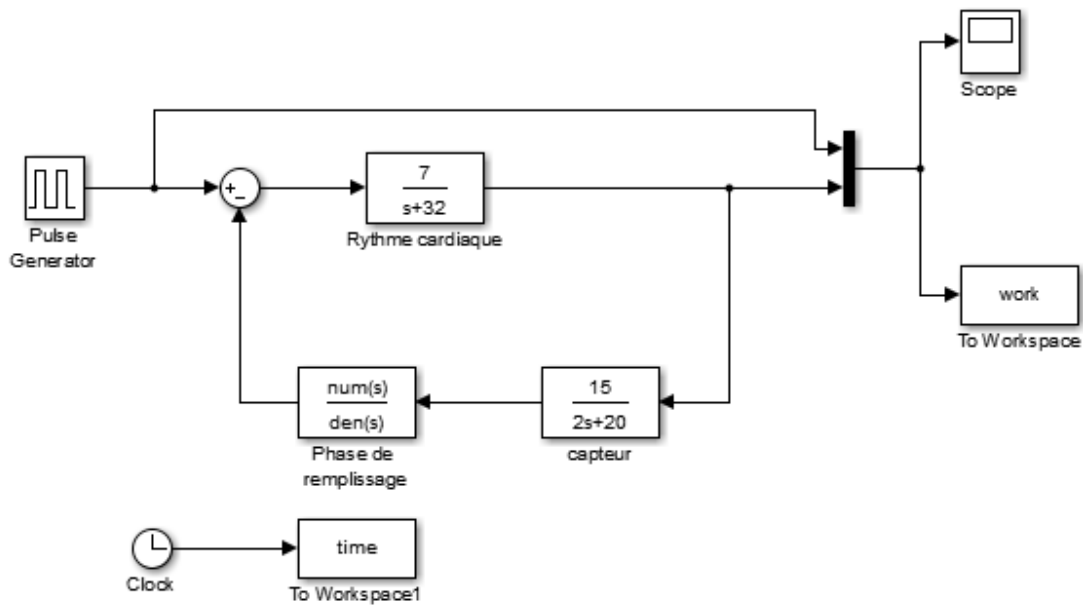 Scope
Pulse
Generator
+
−
7
s+32
Rythme cardiaque
work
To Workspace
num(s)
den(s)
Phase de
remplissage
15
2s+20
capteur
Clock
time
To Workspace1